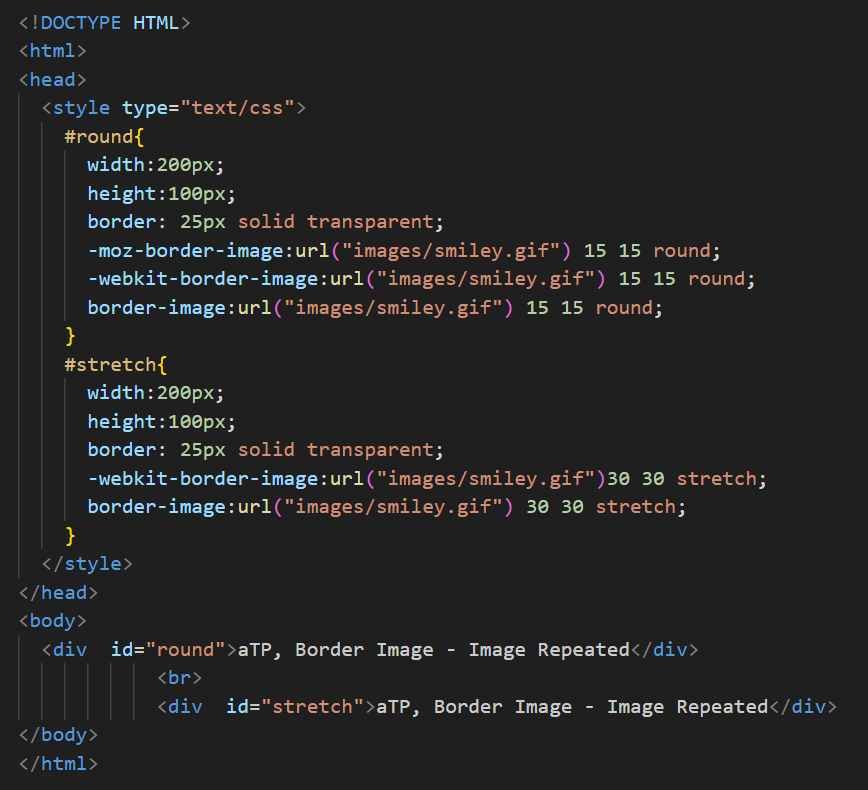 <!DOCTYPE HTML>
<html>
<head>
  <style type="text/css">
    #round{
      width:200px;
      height:100px;
      border: 25px solid transparent;
      -moz-border-image:url("images/smiley.gif") 15 15 round;
      -webkit-border-image:url("images/smiley.gif") 15 15 round;
      border-image:url("images/smiley.gif") 15 15 round;
    }
    #stretch{
      width:200px;
      height:100px;
      border: 25px solid transparent;
      -webkit-border-image:url("images/smiley.gif")30 30 stretch;
      border-image:url("images/smiley.gif") 30 30 stretch;
    }
  </style>
</head>
<body>
  <div  id="round">aTP, Border Image - Image Repeated</div>
            <br>
            <div  id="stretch">aTP, Border Image - Image Repeated</div>
</body>
</html>